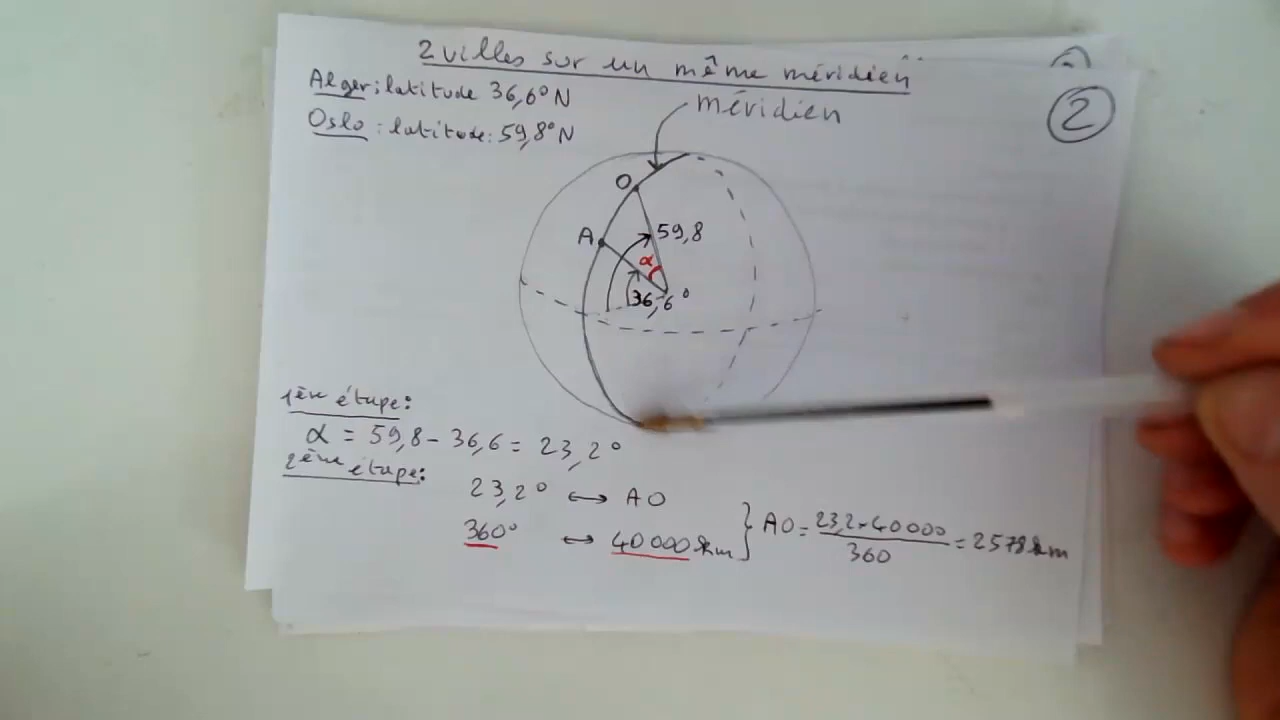 2 villes sur un même méridien
Alger : latitude 36,6° N
Oslo : latitude : 59,8° N
2
méridien
O
A
59,8
α
36,6°
1ère étape :
α = 59,8 - 36,6 = 23,2°
2ème étape :
23,2° ↔ AO
360° ↔ 40 000 km } AO = 23,2 × 40 000 / 360 = 2578 km